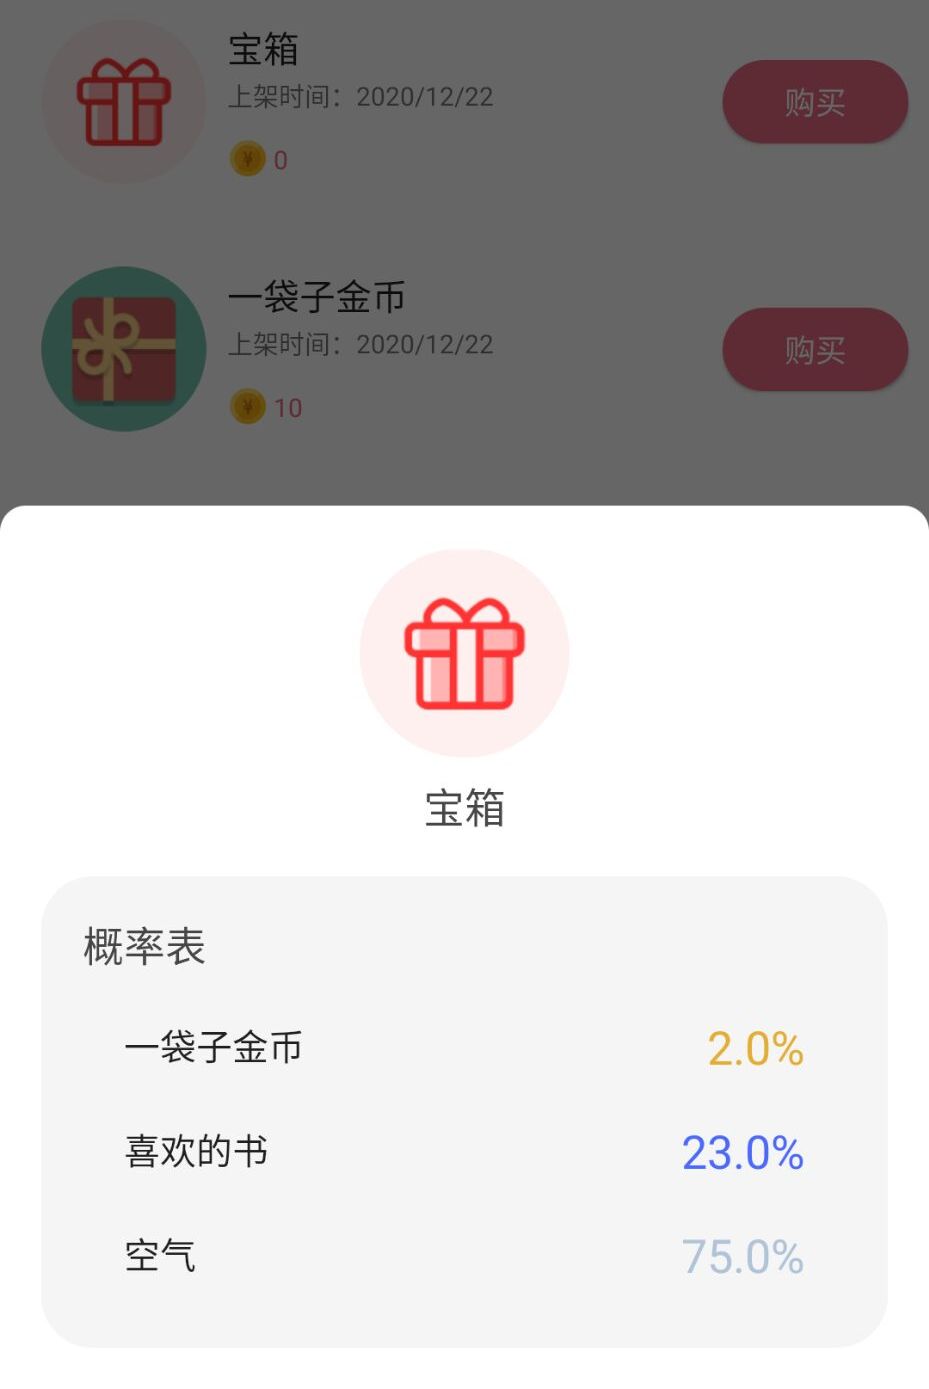 宝箱
上架时间：2020/12/22
¥ 0
购买
一袋子金币
上架时间：2020/12/22
¥ 10
购买
宝箱
概率表
一袋子金币 2.0%
喜欢的书 23.0%
空气 75.0%